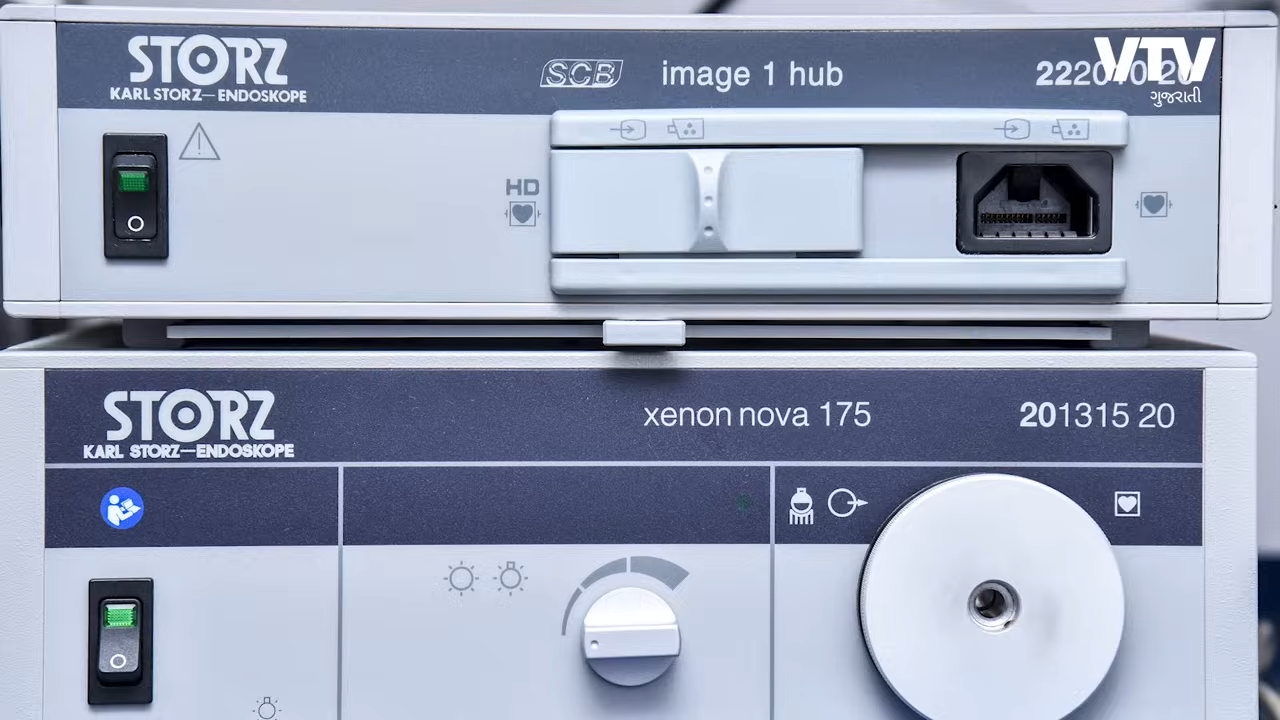 STORZ
KARL STORZ—ENDOSKOPE
SCB
image 1 hub
VTV
ગુજરાતી
HD
STORZ
KARL STORZ—ENDOSKOPE
xenon nova 175
201315 20